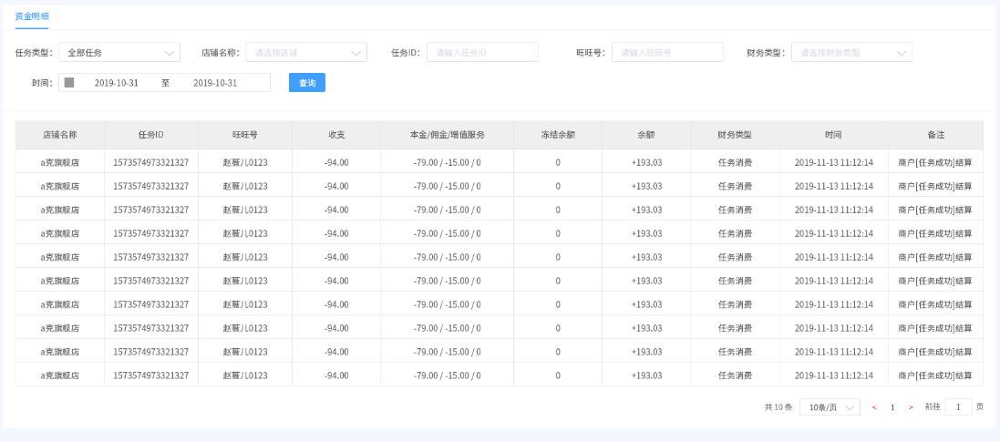 资金明细
任务类型： 全部任务 店铺名称： 请选择店铺 任务ID： 请输入任务ID 旺旺号： 请输入旺旺号 财务类型： 请选择财务类型
时间： 2019-10-31 至 2019-10-31 查询
店铺名称 任务ID 旺旺号 收支 本金/佣金/增值服务 冻结余额 余额 财务类型 时间 备注
a克旗舰店 1573574973321327 赵薇儿0123 -94.00 -79.00 / -15.00 / 0 0 +193.03 任务消费 2019-11-13 11:12:14 商户[任务成功]结算
a克旗舰店 1573574973321327 赵薇儿0123 -94.00 -79.00 / -15.00 / 0 0 +193.03 任务消费 2019-11-13 11:12:14 商户[任务成功]结算
a克旗舰店 1573574973321327 赵薇儿0123 -94.00 -79.00 / -15.00 / 0 0 +193.03 任务消费 2019-11-13 11:12:14 商户[任务成功]结算
a克旗舰店 1573574973321327 赵薇儿0123 -94.00 -79.00 / -15.00 / 0 0 +193.03 任务消费 2019-11-13 11:12:14 商户[任务成功]结算
a克旗舰店 1573574973321327 赵薇儿0123 -94.00 -79.00 / -15.00 / 0 0 +193.03 任务消费 2019-11-13 11:12:14 商户[任务成功]结算
a克旗舰店 1573574973321327 赵薇儿0123 -94.00 -79.00 / -15.00 / 0 0 +193.03 任务消费 2019-11-13 11:12:14 商户[任务成功]结算
a克旗舰店 1573574973321327 赵薇儿0123 -94.00 -79.00 / -15.00 / 0 0 +193.03 任务消费 2019-11-13 11:12:14 商户[任务成功]结算
a克旗舰店 1573574973321327 赵薇儿0123 -94.00 -79.00 / -15.00 / 0 0 +193.03 任务消费 2019-11-13 11:12:14 商户[任务成功]结算
a克旗舰店 1573574973321327 赵薇儿0123 -94.00 -79.00 / -15.00 / 0 0 +193.03 任务消费 2019-11-13 11:12:14 商户[任务成功]结算
a克旗舰店 1573574973321327 赵薇儿0123 -94.00 -79.00 / -15.00 / 0 0 +193.03 任务消费 2019-11-13 11:12:14 商户[任务成功]结算
共 10 条 10条/页 < 1 > 前往 1 页